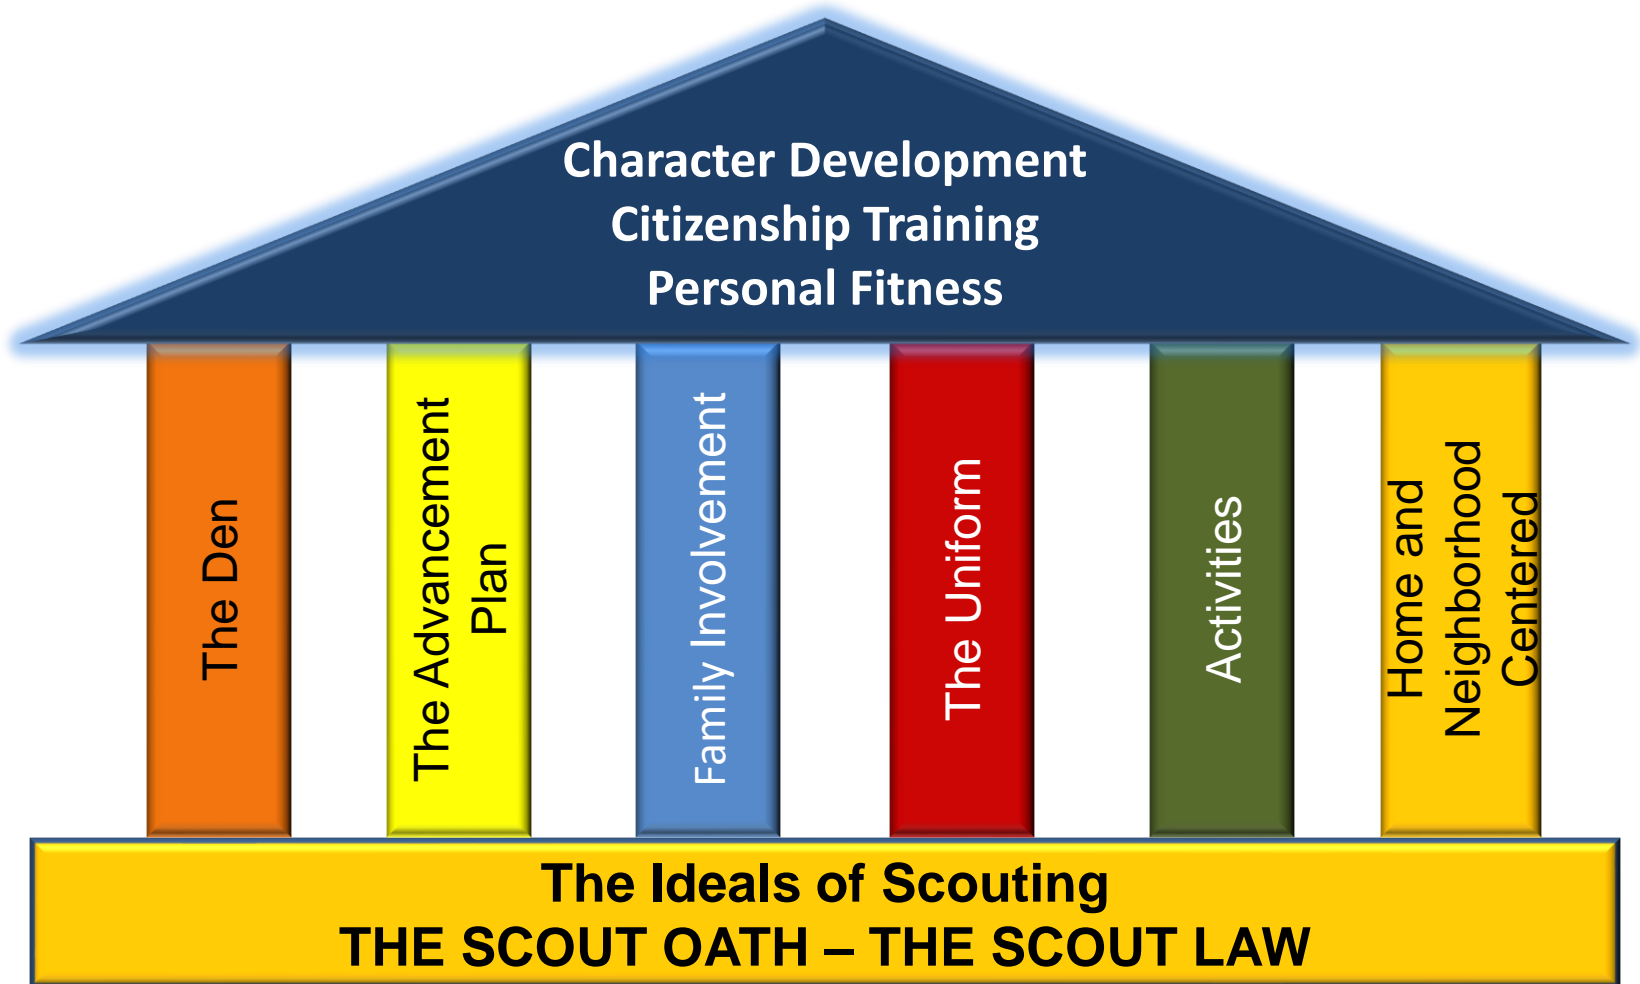 Character Development
Citizenship Training
Personal Fitness
The Den
The Advancement
Plan
Family Involvement
The Uniform
Activities
Home and
Neighborhood
Centered
The Ideals of Scouting
THE SCOUT OATH – THE SCOUT LAW